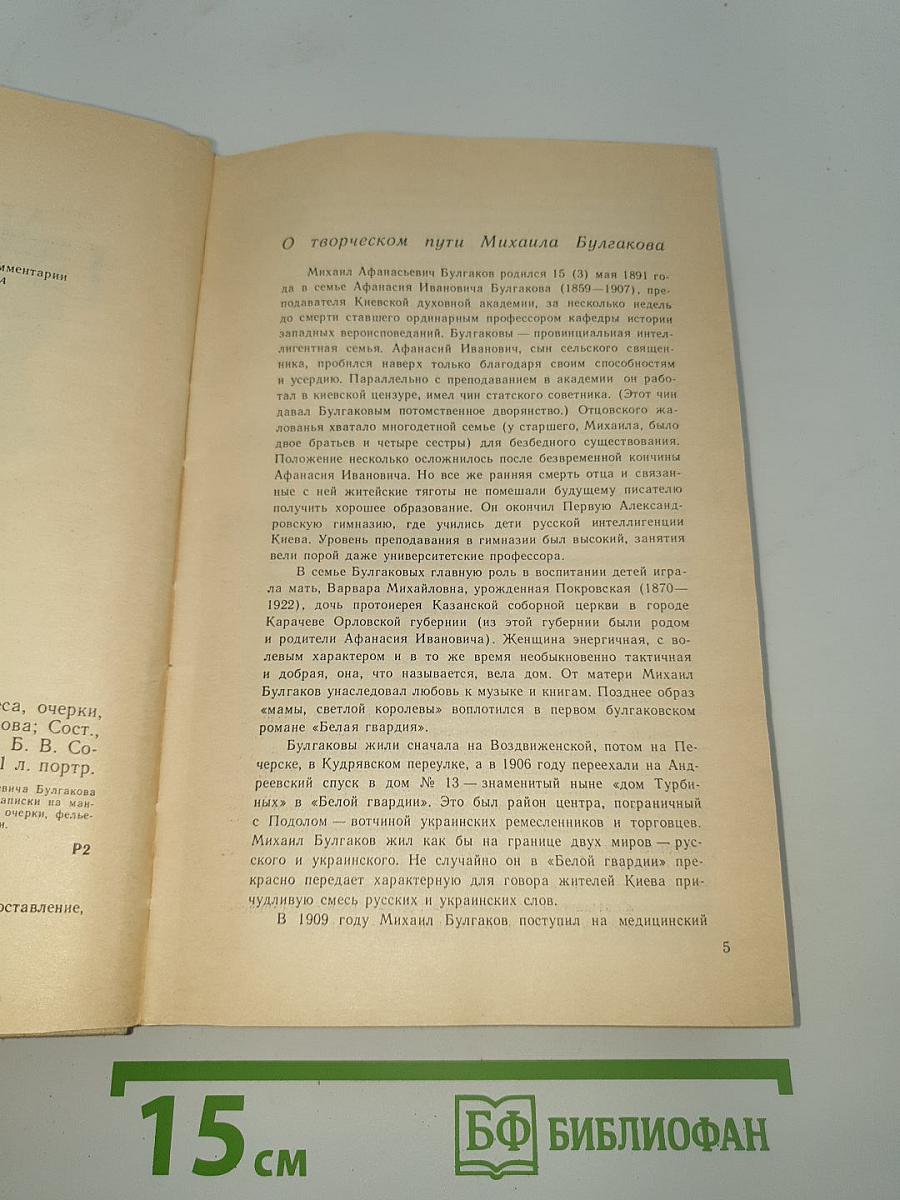 мментарии
А
еса, очерки,
ова; Сост.,
Б. В. Со-
1 л. портр.
евича Булгакова
аписки на ман-
очерки, фелье-
и.
Р2
оставление,
О творческом пути Михаила Булгакова
Михаил Афанасьевич Булгаков родился 15 (3) мая 1891 го-
да в семье Афанасия Ивановича Булгакова (1859—1907), пре-
подавателя Киевской духовной академии, за несколько недель
до смерти ставшего ординарным профессором кафедры истории
западных вероисповеданий. Булгаковы — провинциальная интел-
лигентная семья. Афанасий Иванович, сын сельского священ-
ника, пробился наверх только благодаря своим способностям
и усердию. Параллельно с преподаванием в академии он рабо-
тал в киевской цензуре, имел чин статского советника. (Этот чин
давал Булгаковым потомственное дворянство.) Отцовского жа-
лованья хватало многодетной семье (у старшего, Михаила, было
двое братьев и четыре сестры) для безбедного существования.
Положение несколько осложнилось после безвременной кончины
Афанасия Ивановича. Но все же ранняя смерть отца и связан-
ные с ней житейские тяготы не помешали будущему писателю
получить хорошее образование. Он окончил Первую Александ-
ровскую гимназию, где учились дети русской интеллигенции
Киева. Уровень преподавания в гимназии был высокий, занятия
вели порой даже университетские профессора.
В семье Булгаковых главную роль в воспитании детей игра-
ла мать, Варвара Михайловна, урожденная Покровская (1870—
1922), дочь протоиерея Казанской соборной церкви в городе
Карачеве Орловской губернии (из этой губернии были родом
и родители Афанасия Ивановича). Женщина энергичная, с во-
левым характером и в то же время необыкновенно тактичная
и добрая, она, что называется, вела дом. От матери Михаил
Булгаков унаследовал любовь к музыке и книгам. Позднее образ
«мамы, светлой королевы» воплотился в первом булгаковском
романе «Белая гвардия».
Булгаковы жили сначала на Воздвиженской, потом на Пе-
черске, в Кудрявском переулке, а в 1906 году переехали на Анд-
реевский спуск в дом № 13 — знаменитый ныне «дом Турби-
ных» в «Белой гвардии». Это был район центра, пограничный
с Подолом — вотчиной украинских ремесленников и торговцев.
Михаил Булгаков жил как бы на границе двух миров — рус-
ского и украинского. Не случайно он в «Белой гвардии» пре-
красно передает характерную для говора жителей Киева при-
чудливую смесь русских и украинских слов.
В 1909 году Михаил Булгаков поступил на медицинский
5
15 см
БФ БИБЛИОФАН